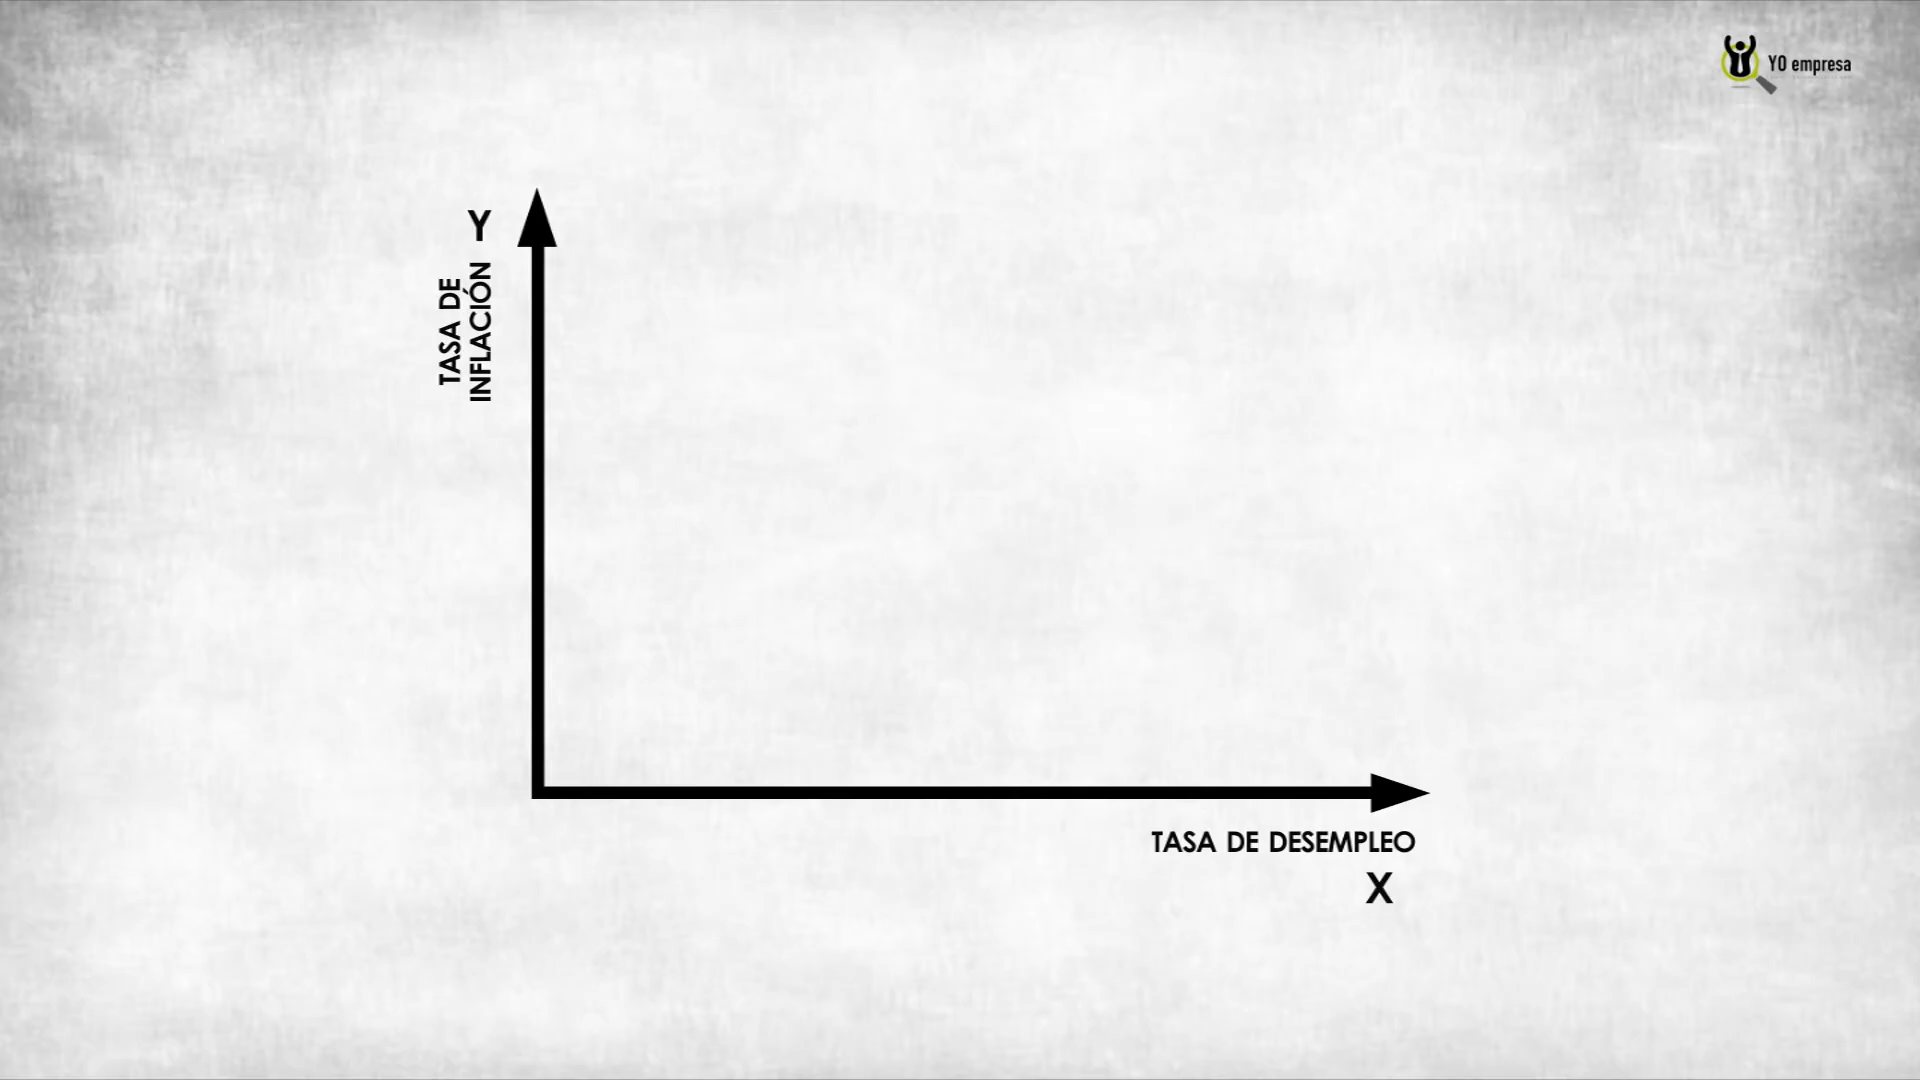 YO empresa
Y
TASA DE
INFLACIÓN
TASA DE DESEMPLEO
X